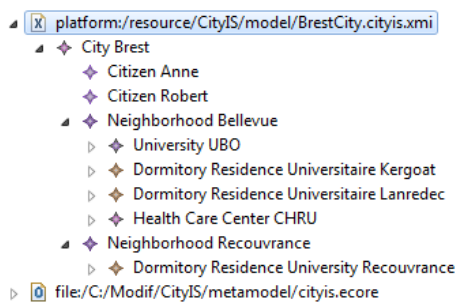 platform:/resource/CityIS/model/BrestCity.cityis.xmi
City Brest
Citizen Anne
Citizen Robert
Neighborhood Bellevue
University UBO
Dormitory Residence Universitaire Kergoat
Dormitory Residence Universitaire Lanredec
Health Care Center CHRU
Neighborhood Recouvrance
Dormitory Residence University Recouvrance
file:/C:/Modif/CityIS/metamodel/cityis.ecore